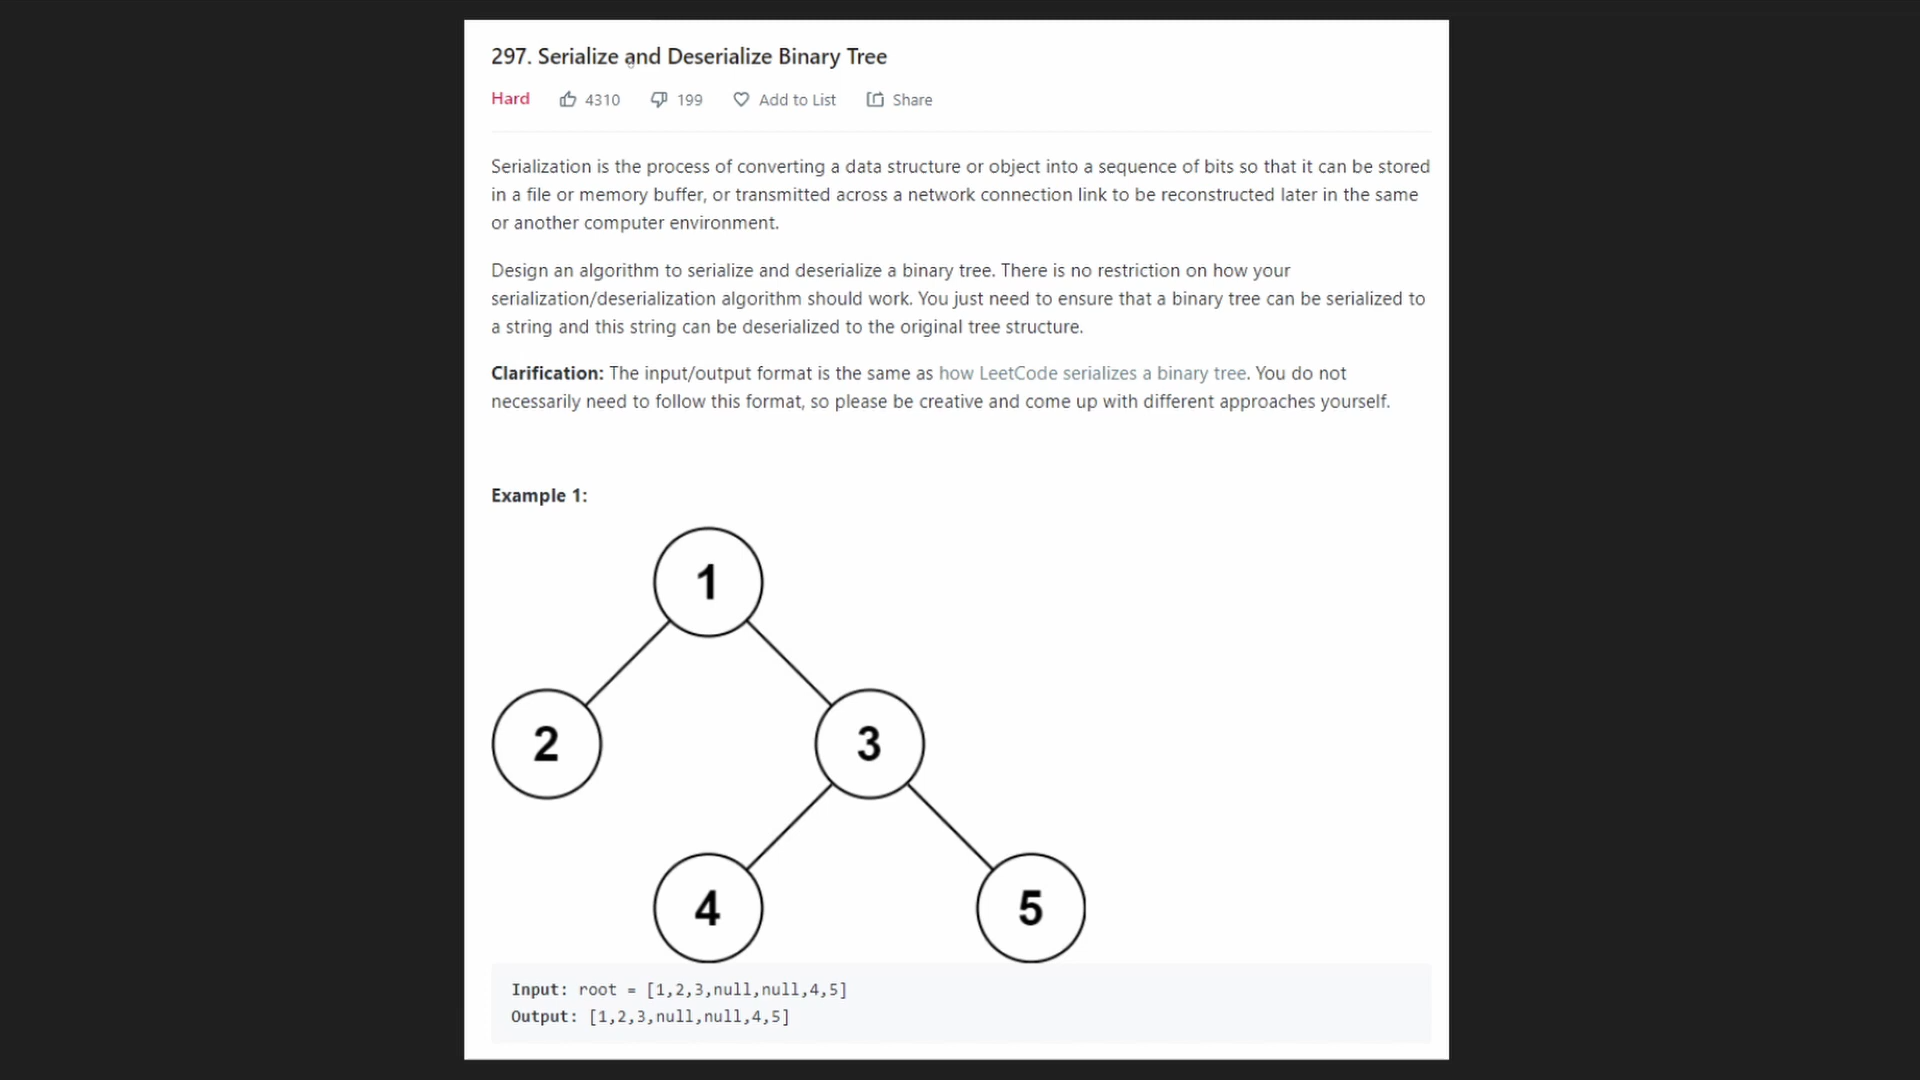 297. Serialize and Deserialize Binary Tree
Hard 4310 199 Add to List Share
Serialization is the process of converting a data structure or object into a sequence of bits so that it can be stored
in a file or memory buffer, or transmitted across a network connection link to be reconstructed later in the same
or another computer environment.
Design an algorithm to serialize and deserialize a binary tree. There is no restriction on how your
serialization/deserialization algorithm should work. You just need to ensure that a binary tree can be serialized to
a string and this string can be deserialized to the original tree structure.
Clarification: The input/output format is the same as how LeetCode serializes a binary tree. You do not
necessarily need to follow this format, so please be creative and come up with different approaches yourself.
Example 1:
1
2 3
4 5
Input: root = [1,2,3,null,null,4,5]
Output: [1,2,3,null,null,4,5]